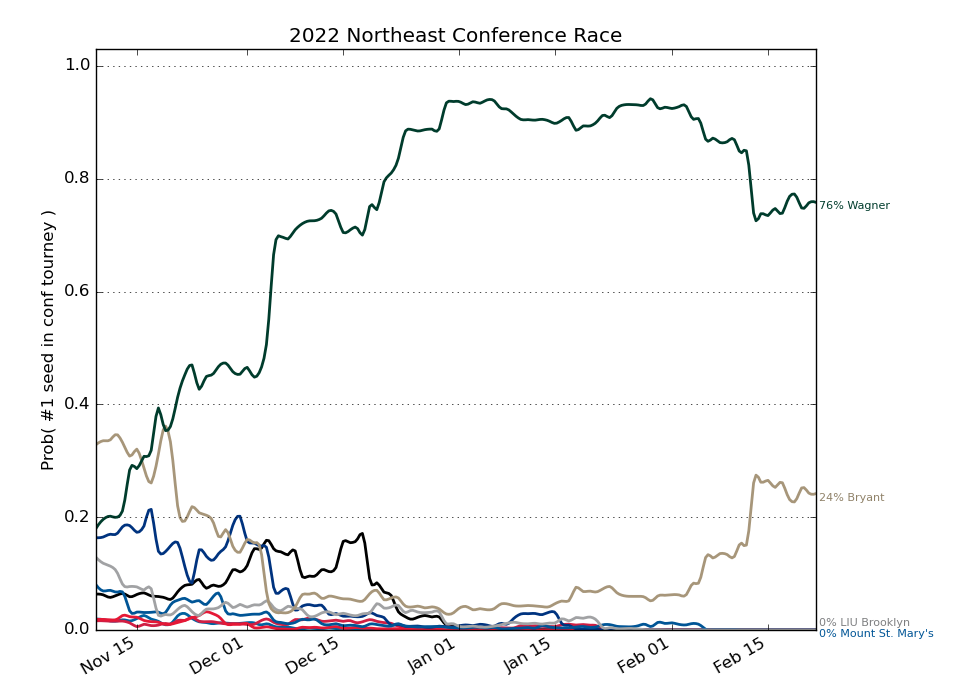 2022 Northeast Conference Race
Prob( #1 seed in conf tourney )
1.0
0.8
0.6
0.4
0.2
0.0
76% Wagner
24% Bryant
0% LIU Brooklyn
0% Mount St. Mary's
Nov 15
Dec 01
Dec 15
Jan 01
Jan 15
Feb 01
Feb 15